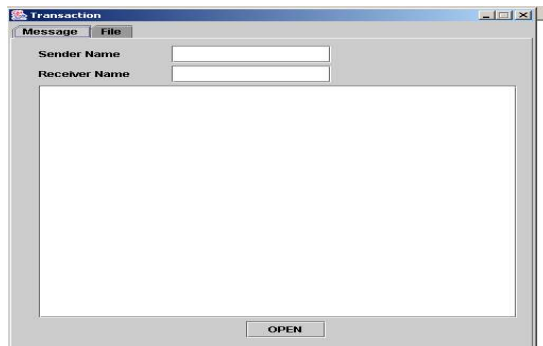 Transaction
Message File
Sender Name
Receiver Name
OPEN